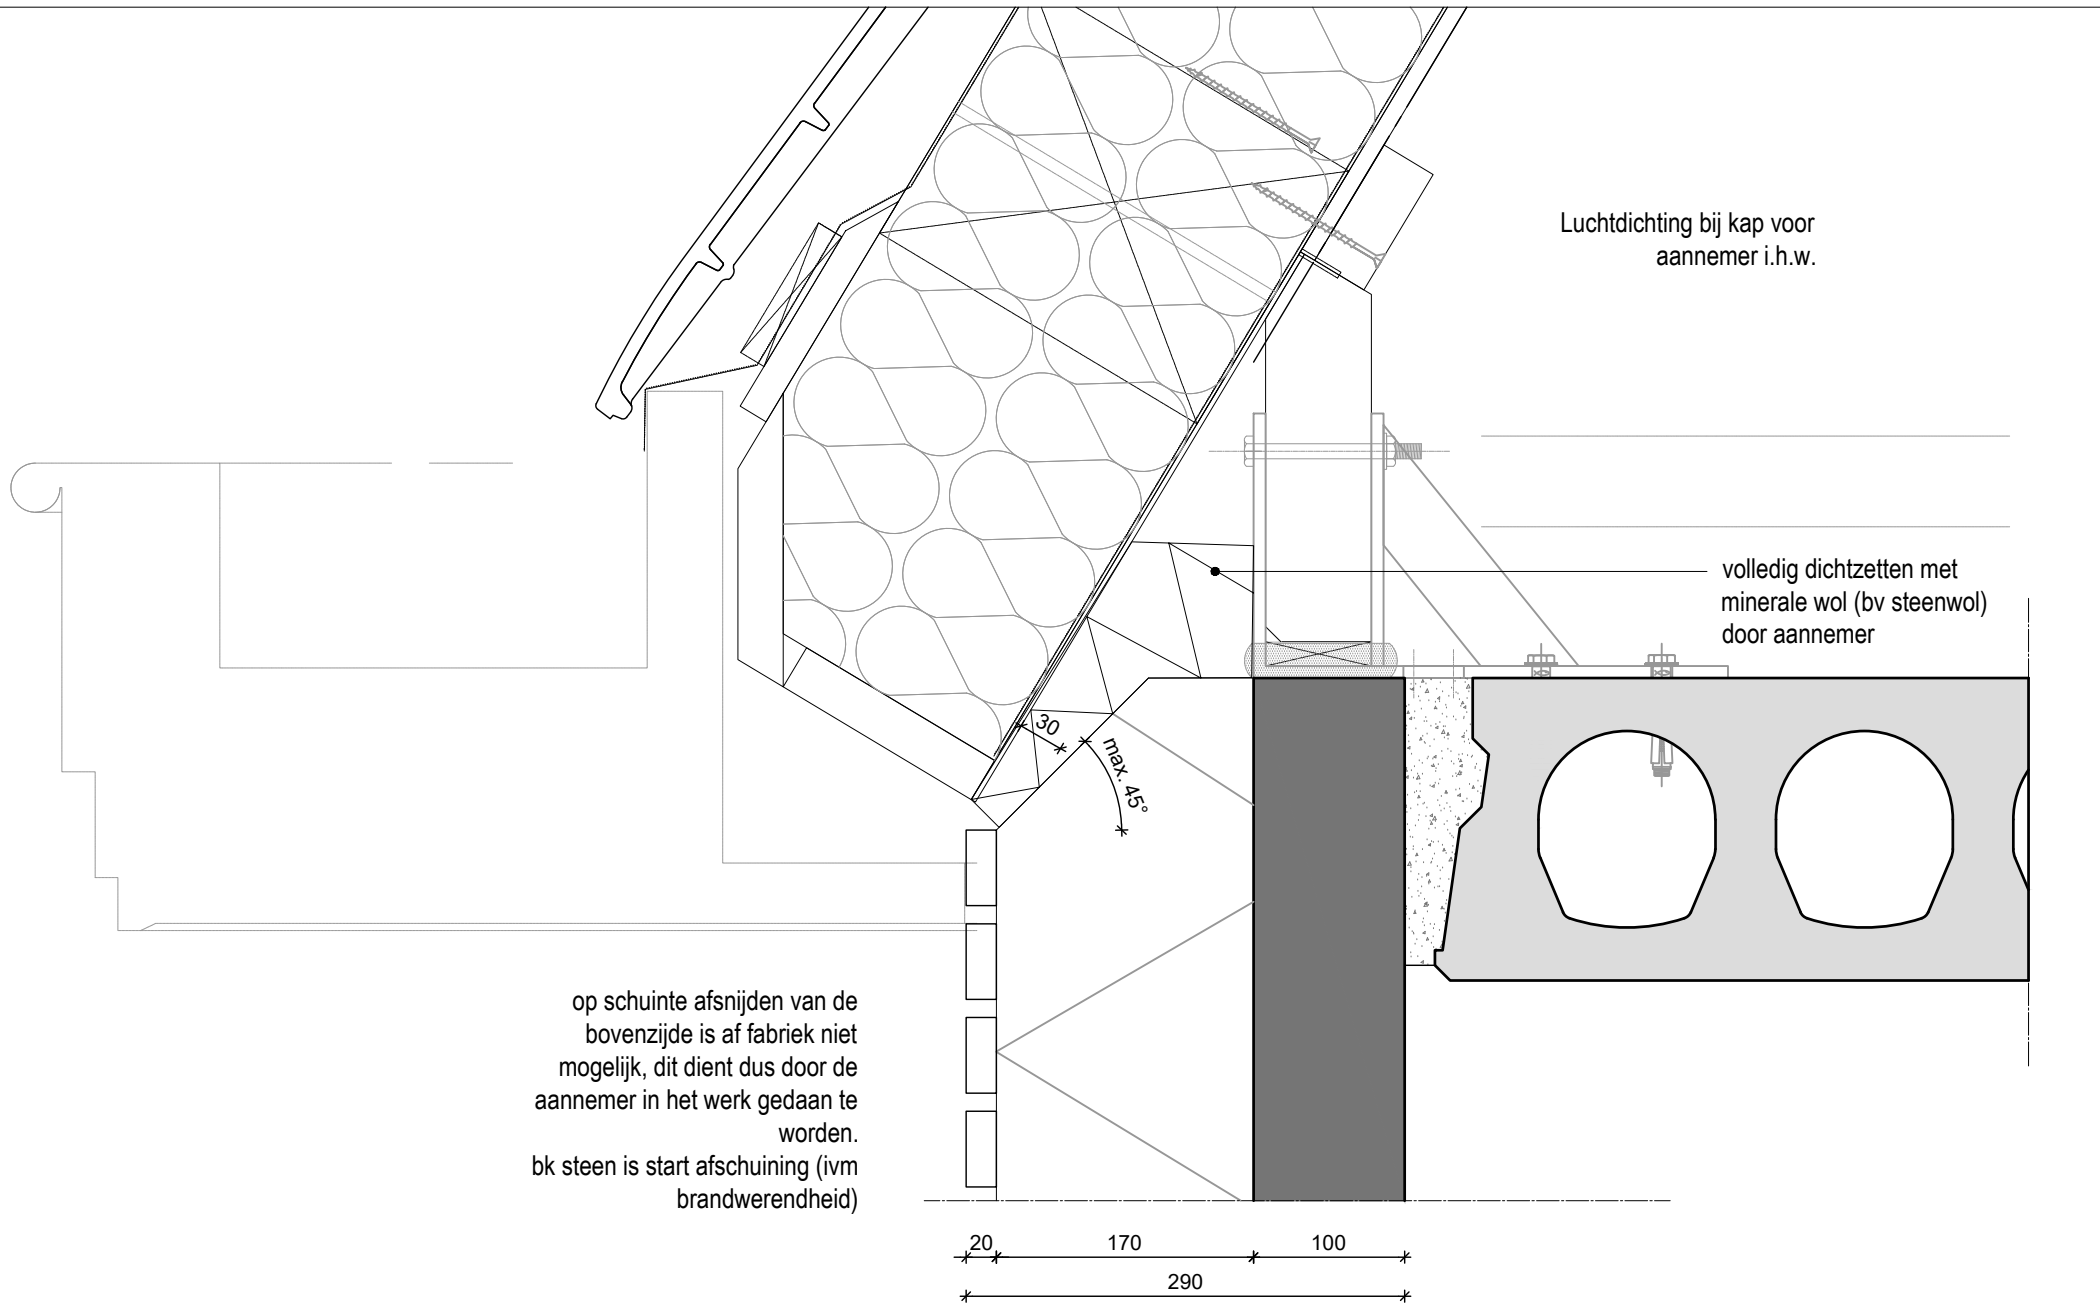 Luchtdichting bij kap voor
aannemer i.h.w.
volledig dichtzetten met
minerale wol (bv steenwol)
door aannemer
30
max. 45°
op schuinte afsnijden van de
bovenzijde is af fabriek niet
mogelijk, dit dient dus door de
aannemer in het werk gedaan te
worden.
bk steen is start afschuining (ivm
brandwerendheid)
20 170 100
290